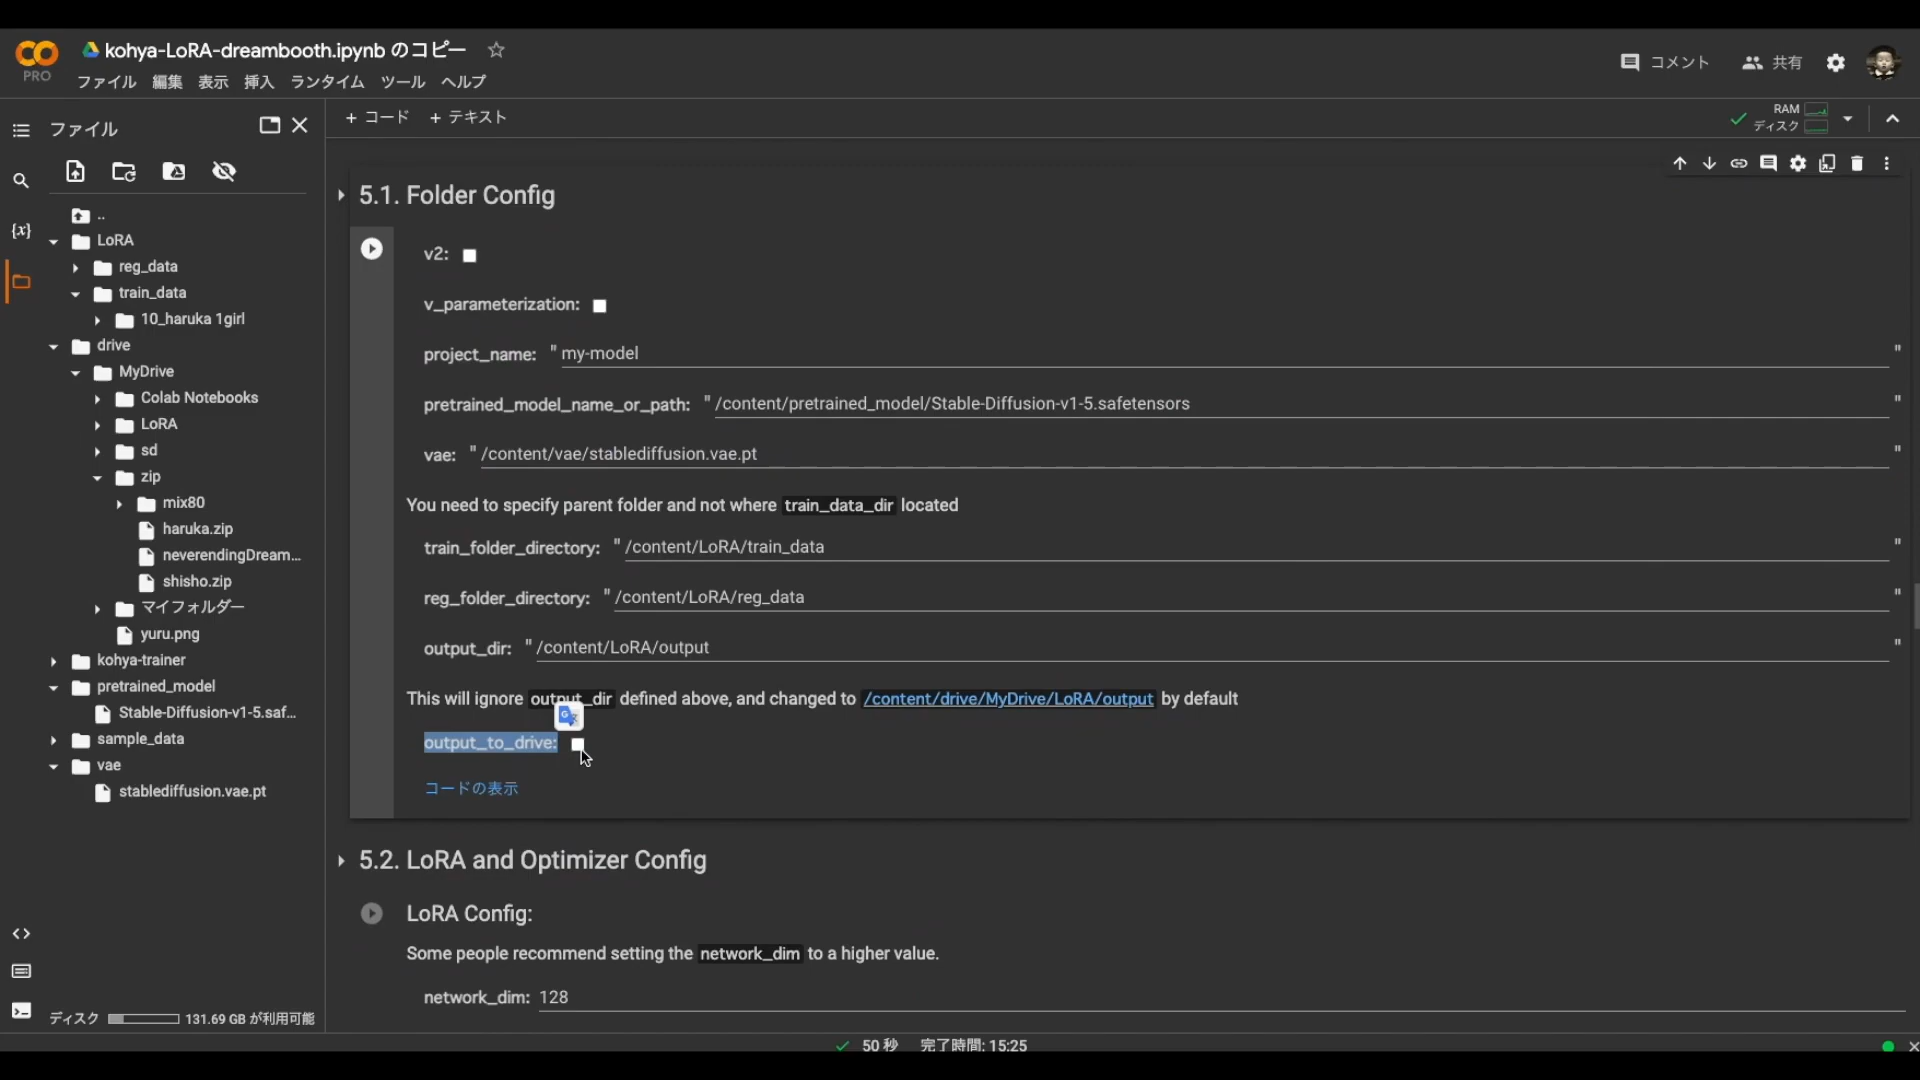 kohya-LoRA-dreambooth.ipynb のコピー
PRO
ファイル 編集 表示 挿入 ランタイム ツール ヘルプ
コメント
共有
ファイル
+ コード + テキスト
RAM
ディスク
..
LoRA
reg_data
train_data
10_haruka 1girl
drive
MyDrive
Colab Notebooks
LoRA
sd
zip
mix80
haruka.zip
neverendingDream...
shisho.zip
マイフォルダー
yuru.png
kohya-trainer
pretrained_model
Stable-Diffusion-v1-5.saf...
sample_data
vae
stablediffusion.vae.pt
ディスク 131.69 GB が利用可能
{x}
<>
5.1. Folder Config
v2:
v_parameterization:
project_name: " my-model "
pretrained_model_name_or_path: " /content/pretrained_model/Stable-Diffusion-v1-5.safetensors "
vae: " /content/vae/stablediffusion.vae.pt "
You need to specify parent folder and not where train_data_dir located
train_folder_directory: " /content/LoRA/train_data "
reg_folder_directory: " /content/LoRA/reg_data "
output_dir: " /content/LoRA/output "
This will ignore output_dir defined above, and changed to /content/drive/MyDrive/LoRA/output by default
output_to_drive:
コードの表示
5.2. LoRA and Optimizer Config
LoRA Config:
Some people recommend setting the network_dim to a higher value.
network_dim: 128
50 秒 完了時間: 15:25